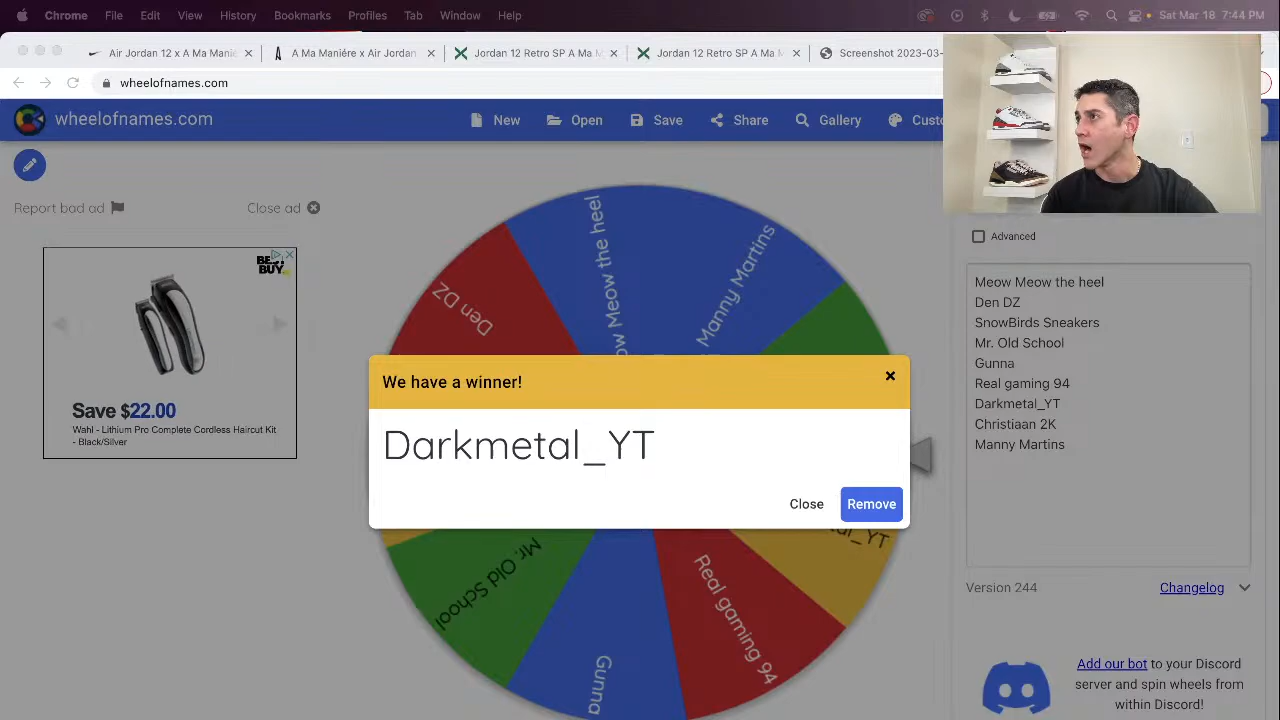 Chrome File Edit View History Bookmarks Profiles Tab Window Help Sat Mar 18 7:44 PM
Air Jordan 12 x A Ma Manié A Ma Maniére x Air Jordan Jordan 12 Retro SP A Ma M Jordan 12 Retro SP A Ma M Screenshot 2023-03-
wheelofnames.com
wheelofnames.com New Open Save Share Gallery Custo
Report bad ad Close ad
Save $22.00
Wahl - Lithium Pro Complete Cordless Haircut Kit
- Black/Silver
Den DZ
ow Meow the heel
Manny Martins
We have a winner!
Darkmetal_YT
Close Remove
Mr. Old School
Gunna
Real gaming 94
al_YT
Advanced
Meow Meow the heel
Den DZ
SnowBirds Sneakers
Mr. Old School
Gunna
Real gaming 94
Darkmetal_YT
Christiaan 2K
Manny Martins
Version 244 Changelog
Add our bot to your Discord
server and spin wheels from
within Discord!